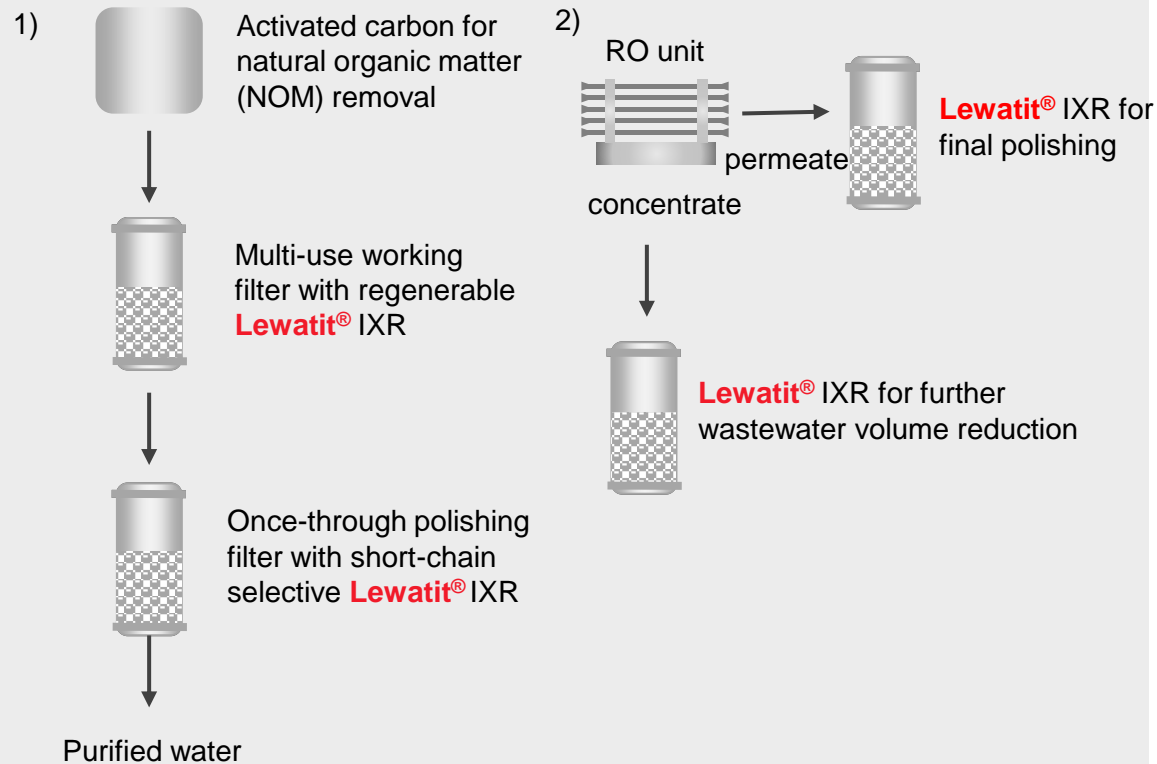 1)
Activated carbon for
natural organic matter
(NOM) removal
Multi-use working
filter with regenerable
Lewatit® IXR
Once-through polishing
filter with short-chain
selective Lewatit® IXR
Purified water
2)
RO unit
permeate
Lewatit® IXR for
final polishing
concentrate
Lewatit® IXR for further
wastewater volume reduction